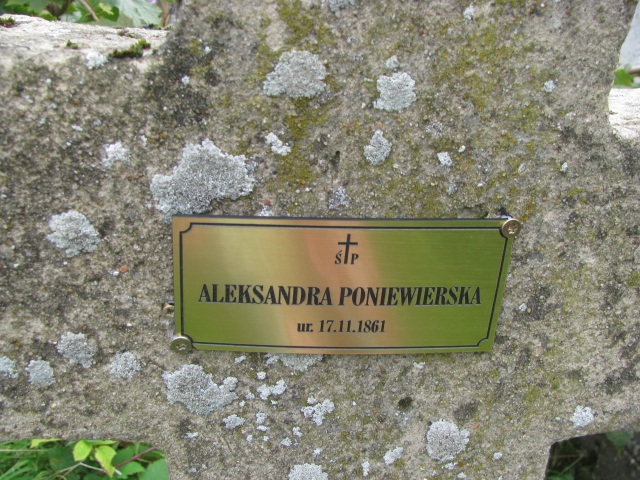 Ś P
ALEKSANDRA PONIEWIERSKA
ur. 17.11.1861